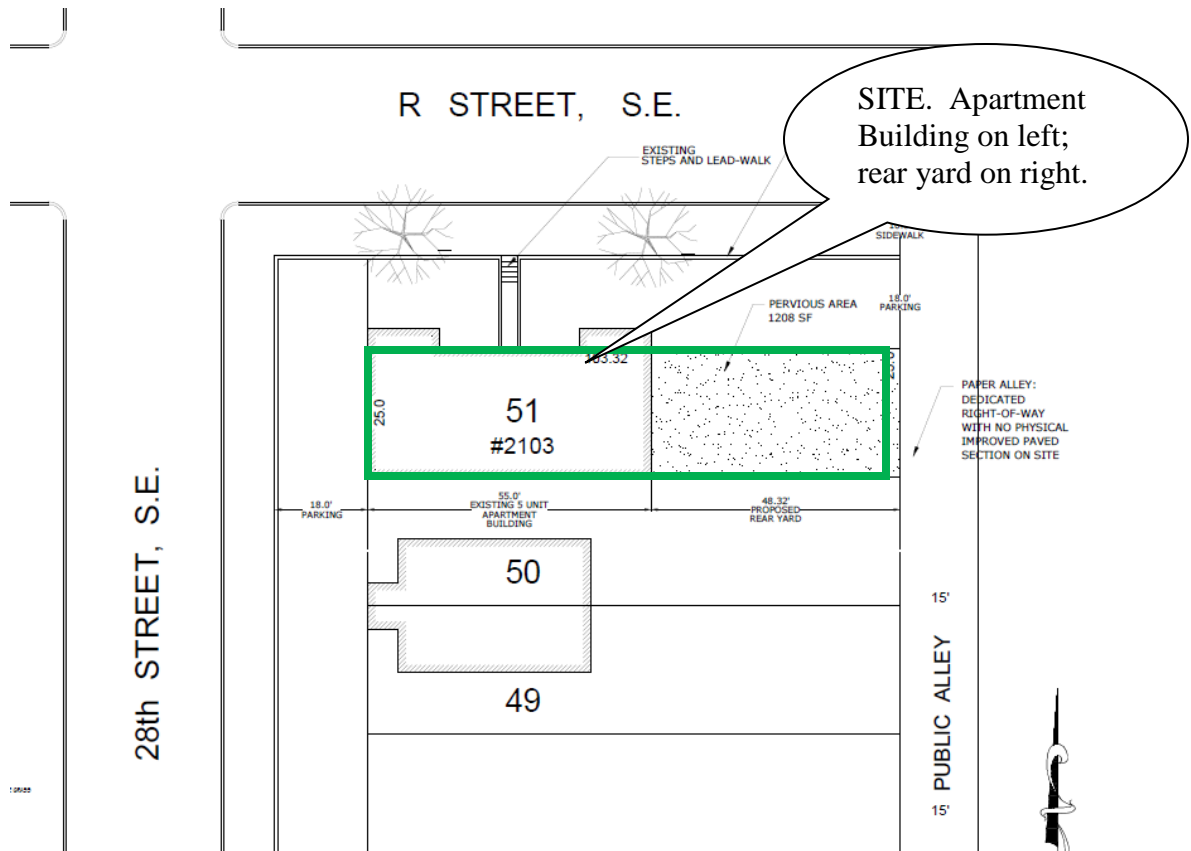 R STREET, S.E.
SITE. Apartment
Building on left;
rear yard on right.
EXISTING
STEPS AND LEAD-WALK
SIDEWALK
18.0'
PARKING
PERVIOUS AREA
1208 SF
103.32
25.0
51
#2103
PAPER ALLEY:
DEDICATED
RIGHT-OF-WAY
WITH NO PHYSICAL
IMPROVED PAVED
SECTION ON SITE
18.0'
PARKING
55.0'
EXISTING 5 UNIT
APARTMENT
BUILDING
48.32'
PROPOSED
REAR YARD
28th STREET, S.E.
50
49
15'
PUBLIC ALLEY
15'